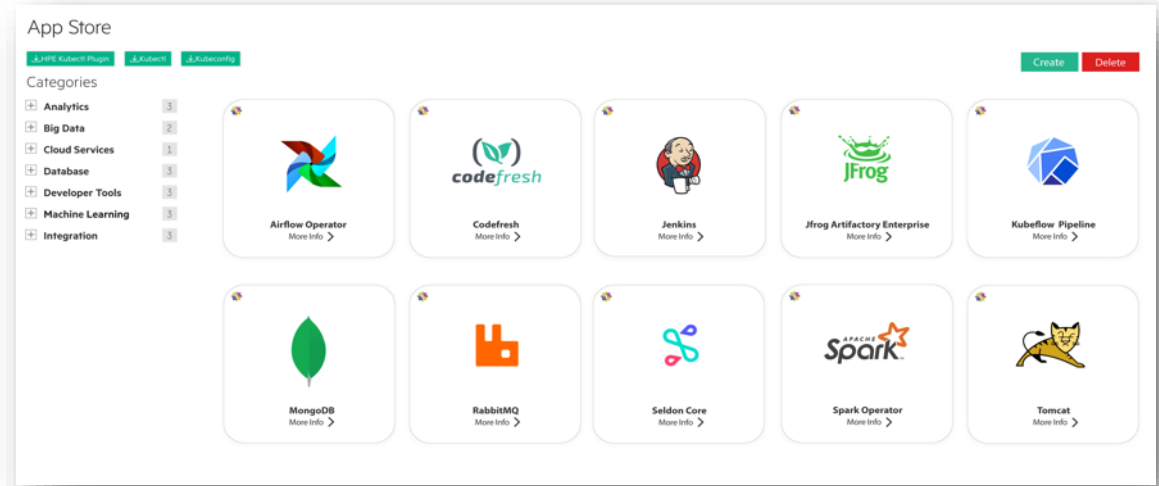 App Store
HPE Kubectl Plugin
Kubectl
Kubeconfig
Create
Delete
Categories
Analytics 3
Big Data 2
Cloud Services 1
Database 3
Developer Tools 3
Machine Learning 3
Integration 3
codefresh
JFrog
Airflow Operator
More Info
Codefresh
More Info
Jenkins
More Info
Jfrog Artifactory Enterprise
More Info
Kubeflow Pipeline
More Info
APACHE
Spark
MongoDB
More Info
RabbitMQ
More Info
Seldon Core
More Info
Spark Operator
More Info
Tomcat
More Info